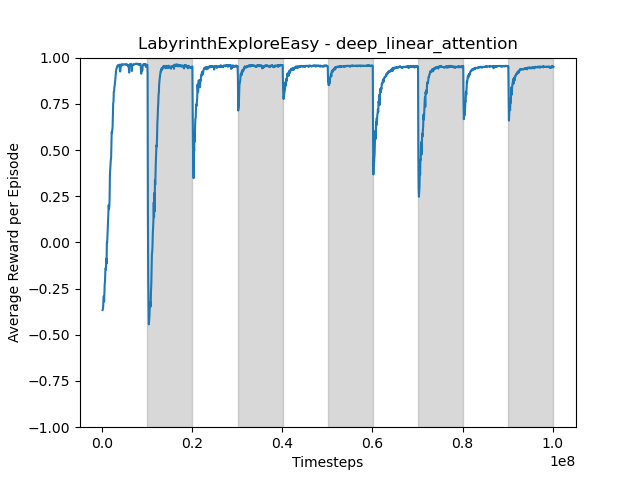 LabyrinthExploreEasy - deep_linear_attention
1.00
0.75
0.50
0.25
0.00
−0.25
−0.50
−0.75
−1.00
Average Reward per Episode
0.0 0.2 0.4 0.6 0.8 1.0
1e8
Timesteps